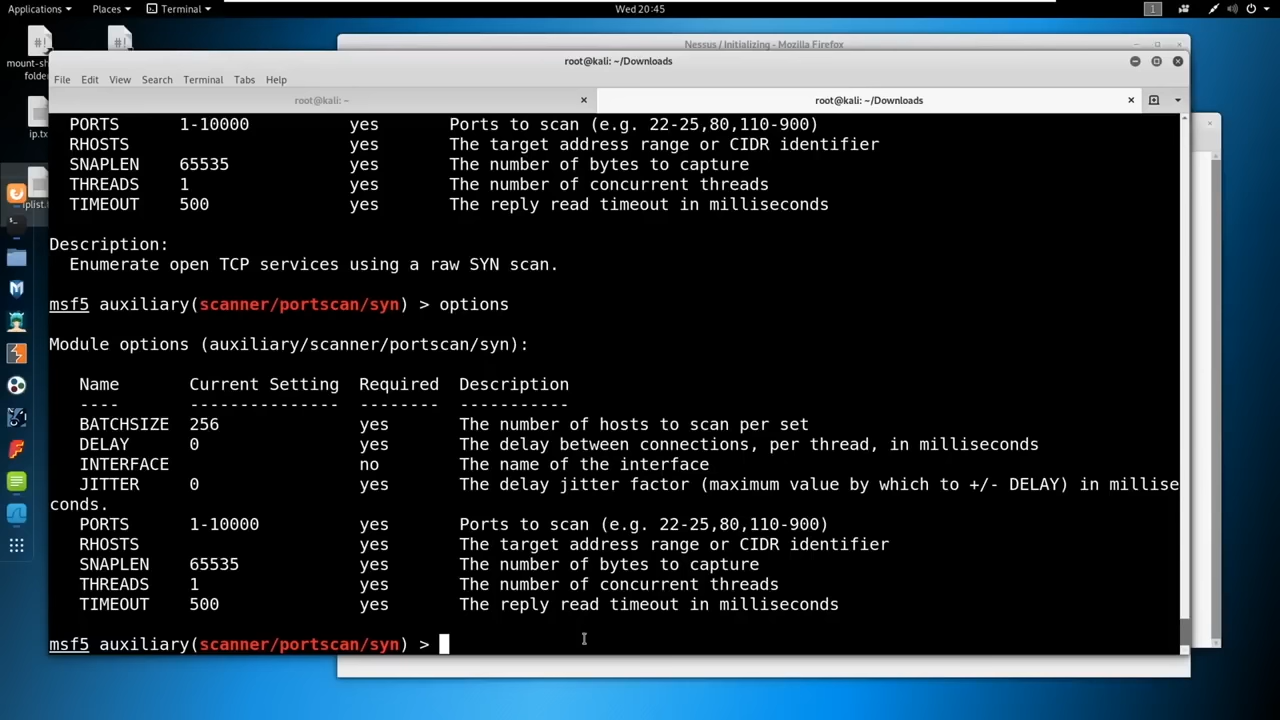 Applications Places Terminal Wed 20:45 1
mount-sh
folder
ip.tx
iplist.
Nessus / Initializing - Mozilla Firefox
root@kali: ~/Downloads
File Edit View Search Terminal Tabs Help
root@kali: ~ root@kali: ~/Downloads
PORTS 1-10000 yes Ports to scan (e.g. 22-25,80,110-900)
RHOSTS yes The target address range or CIDR identifier
SNAPLEN 65535 yes The number of bytes to capture
THREADS 1 yes The number of concurrent threads
TIMEOUT 500 yes The reply read timeout in milliseconds
Description:
Enumerate open TCP services using a raw SYN scan.
msf5 auxiliary(scanner/portscan/syn) > options
Module options (auxiliary/scanner/portscan/syn):
Name Current Setting Required Description
---- --------------- -------- -----------
BATCHSIZE 256 yes The number of hosts to scan per set
DELAY 0 yes The delay between connections, per thread, in milliseconds
INTERFACE no The name of the interface
JITTER 0 yes The delay jitter factor (maximum value by which to +/- DELAY) in millise
conds.
PORTS 1-10000 yes Ports to scan (e.g. 22-25,80,110-900)
RHOSTS yes The target address range or CIDR identifier
SNAPLEN 65535 yes The number of bytes to capture
THREADS 1 yes The number of concurrent threads
TIMEOUT 500 yes The reply read timeout in milliseconds
msf5 auxiliary(scanner/portscan/syn) >